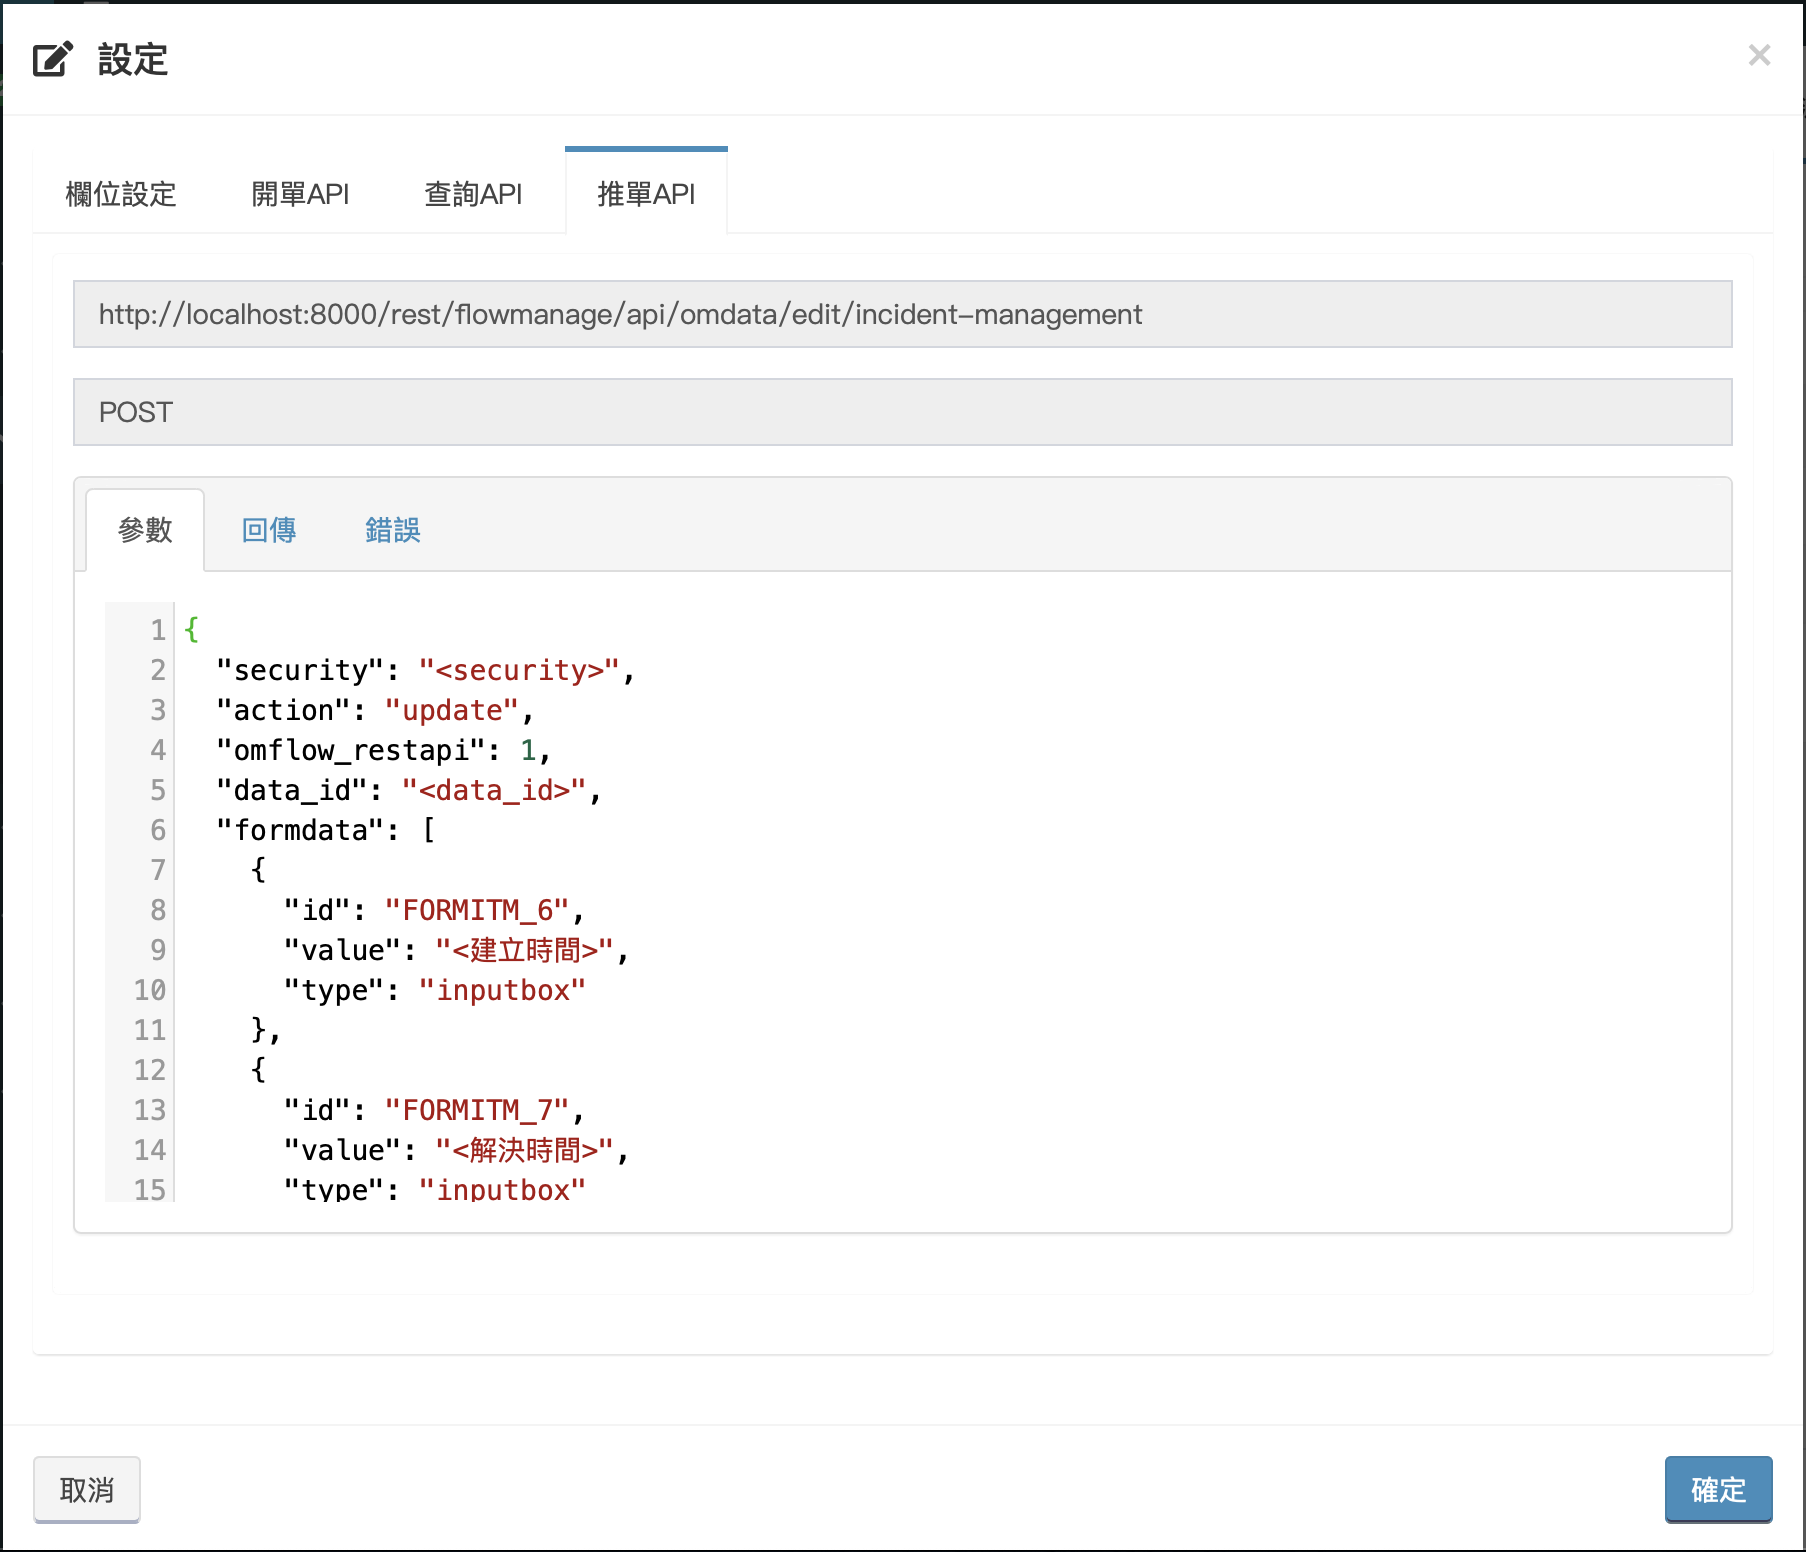 設定
×
欄位設定 開單API 查詢API 推單API
http://localhost:8000/rest/flowmanage/api/omdata/edit/incident-management
POST
參數 回傳 錯誤
1 {
2 "security": "<security>",
3 "action": "update",
4 "omflow_restapi": 1,
5 "data_id": "<data_id>",
6 "formdata": [
7 {
8 "id": "FORMITM_6",
9 "value": "<建立時間>",
10 "type": "inputbox"
11 },
12 {
13 "id": "FORMITM_7",
14 "value": "<解決時間>",
15 "type": "inputbox"
取消 確定